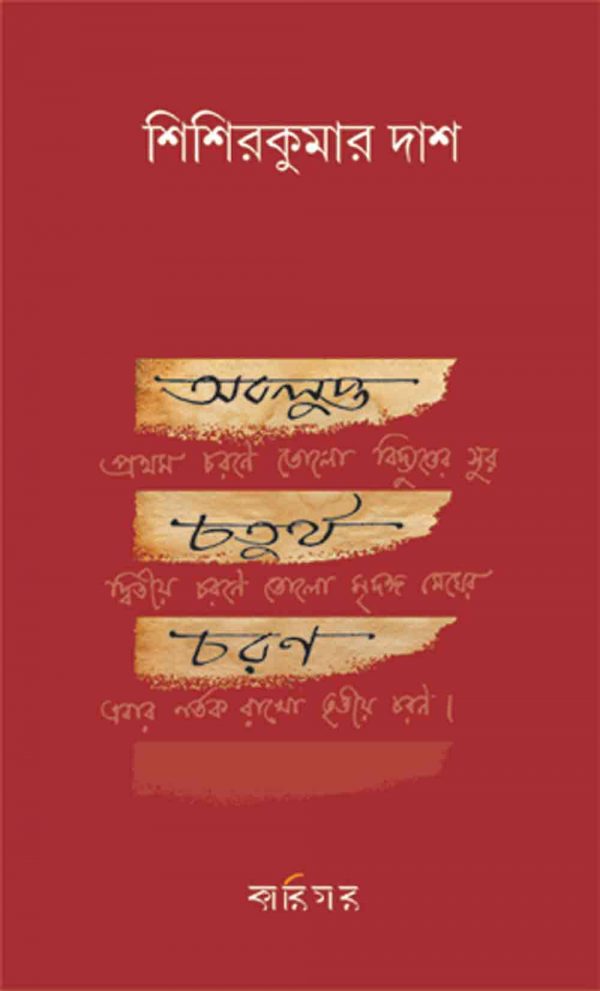 শিশিরকুমার দাশ
অবলুপ্ত
প্রথম চরণে তোলো বিদ্যুতের সুর
চতুর্থ
দ্বিতীয়ে চরণে তোলো মৃদঙ্গ মেঘের
চরণ
এবার নর্তক রাখো তৃতীয়ে চরণ।
কারিগর